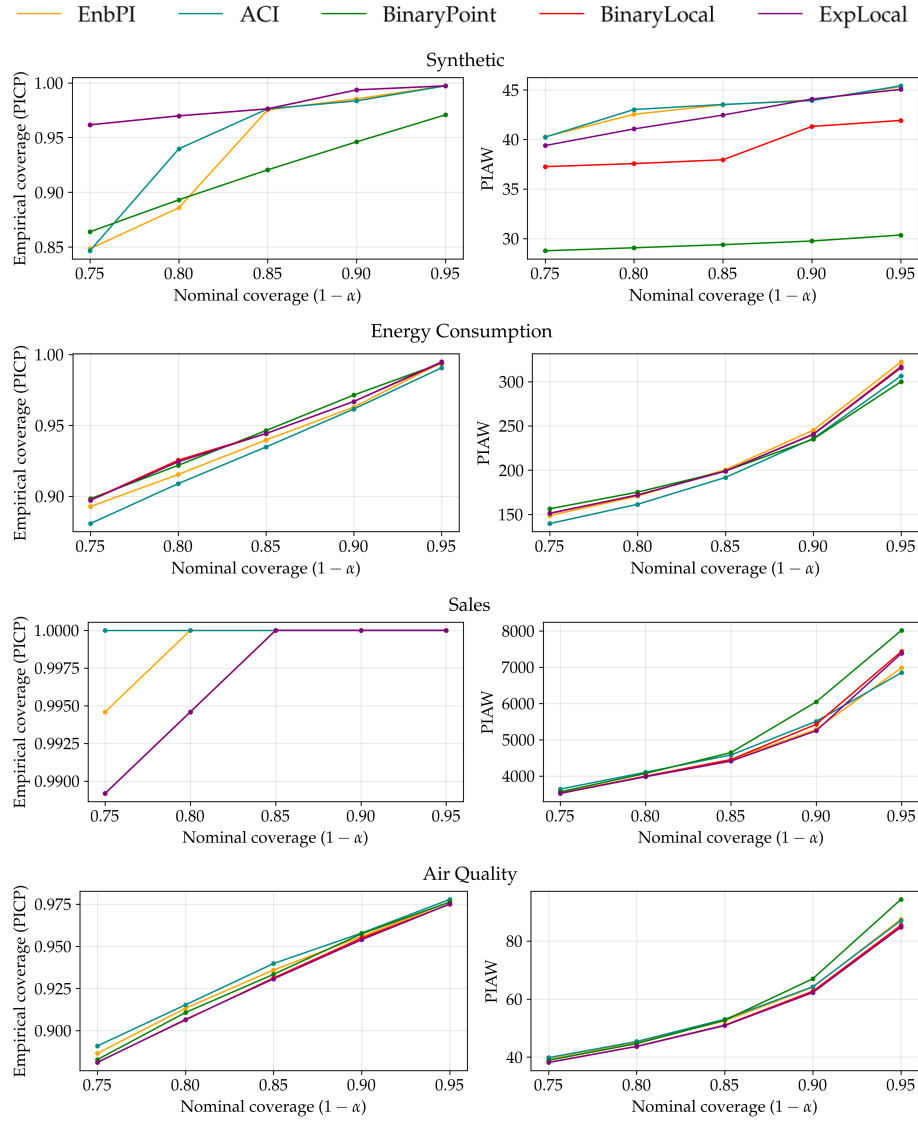 EnbPI ACI BinaryPoint BinaryLocal ExpLocal
Synthetic
Empirical coverage (PICP)
1.00
0.95
0.90
0.85
0.75 0.80 0.85 0.90 0.95
Nominal coverage (1 − α)
PIAW
45
40
35
30
0.75 0.80 0.85 0.90 0.95
Nominal coverage (1 − α)
Energy Consumption
Empirical coverage (PICP)
1.00
0.95
0.90
0.75 0.80 0.85 0.90 0.95
Nominal coverage (1 − α)
PIAW
300
250
200
150
0.75 0.80 0.85 0.90 0.95
Nominal coverage (1 − α)
Sales
Empirical coverage (PICP)
1.0000
0.9975
0.9950
0.9925
0.9900
0.75 0.80 0.85 0.90 0.95
Nominal coverage (1 − α)
PIAW
8000
7000
6000
5000
4000
0.75 0.80 0.85 0.90 0.95
Nominal coverage (1 − α)
Air Quality
Empirical coverage (PICP)
0.975
0.950
0.925
0.900
0.75 0.80 0.85 0.90 0.95
Nominal coverage (1 − α)
PIAW
80
60
40
0.75 0.80 0.85 0.90 0.95
Nominal coverage (1 − α)